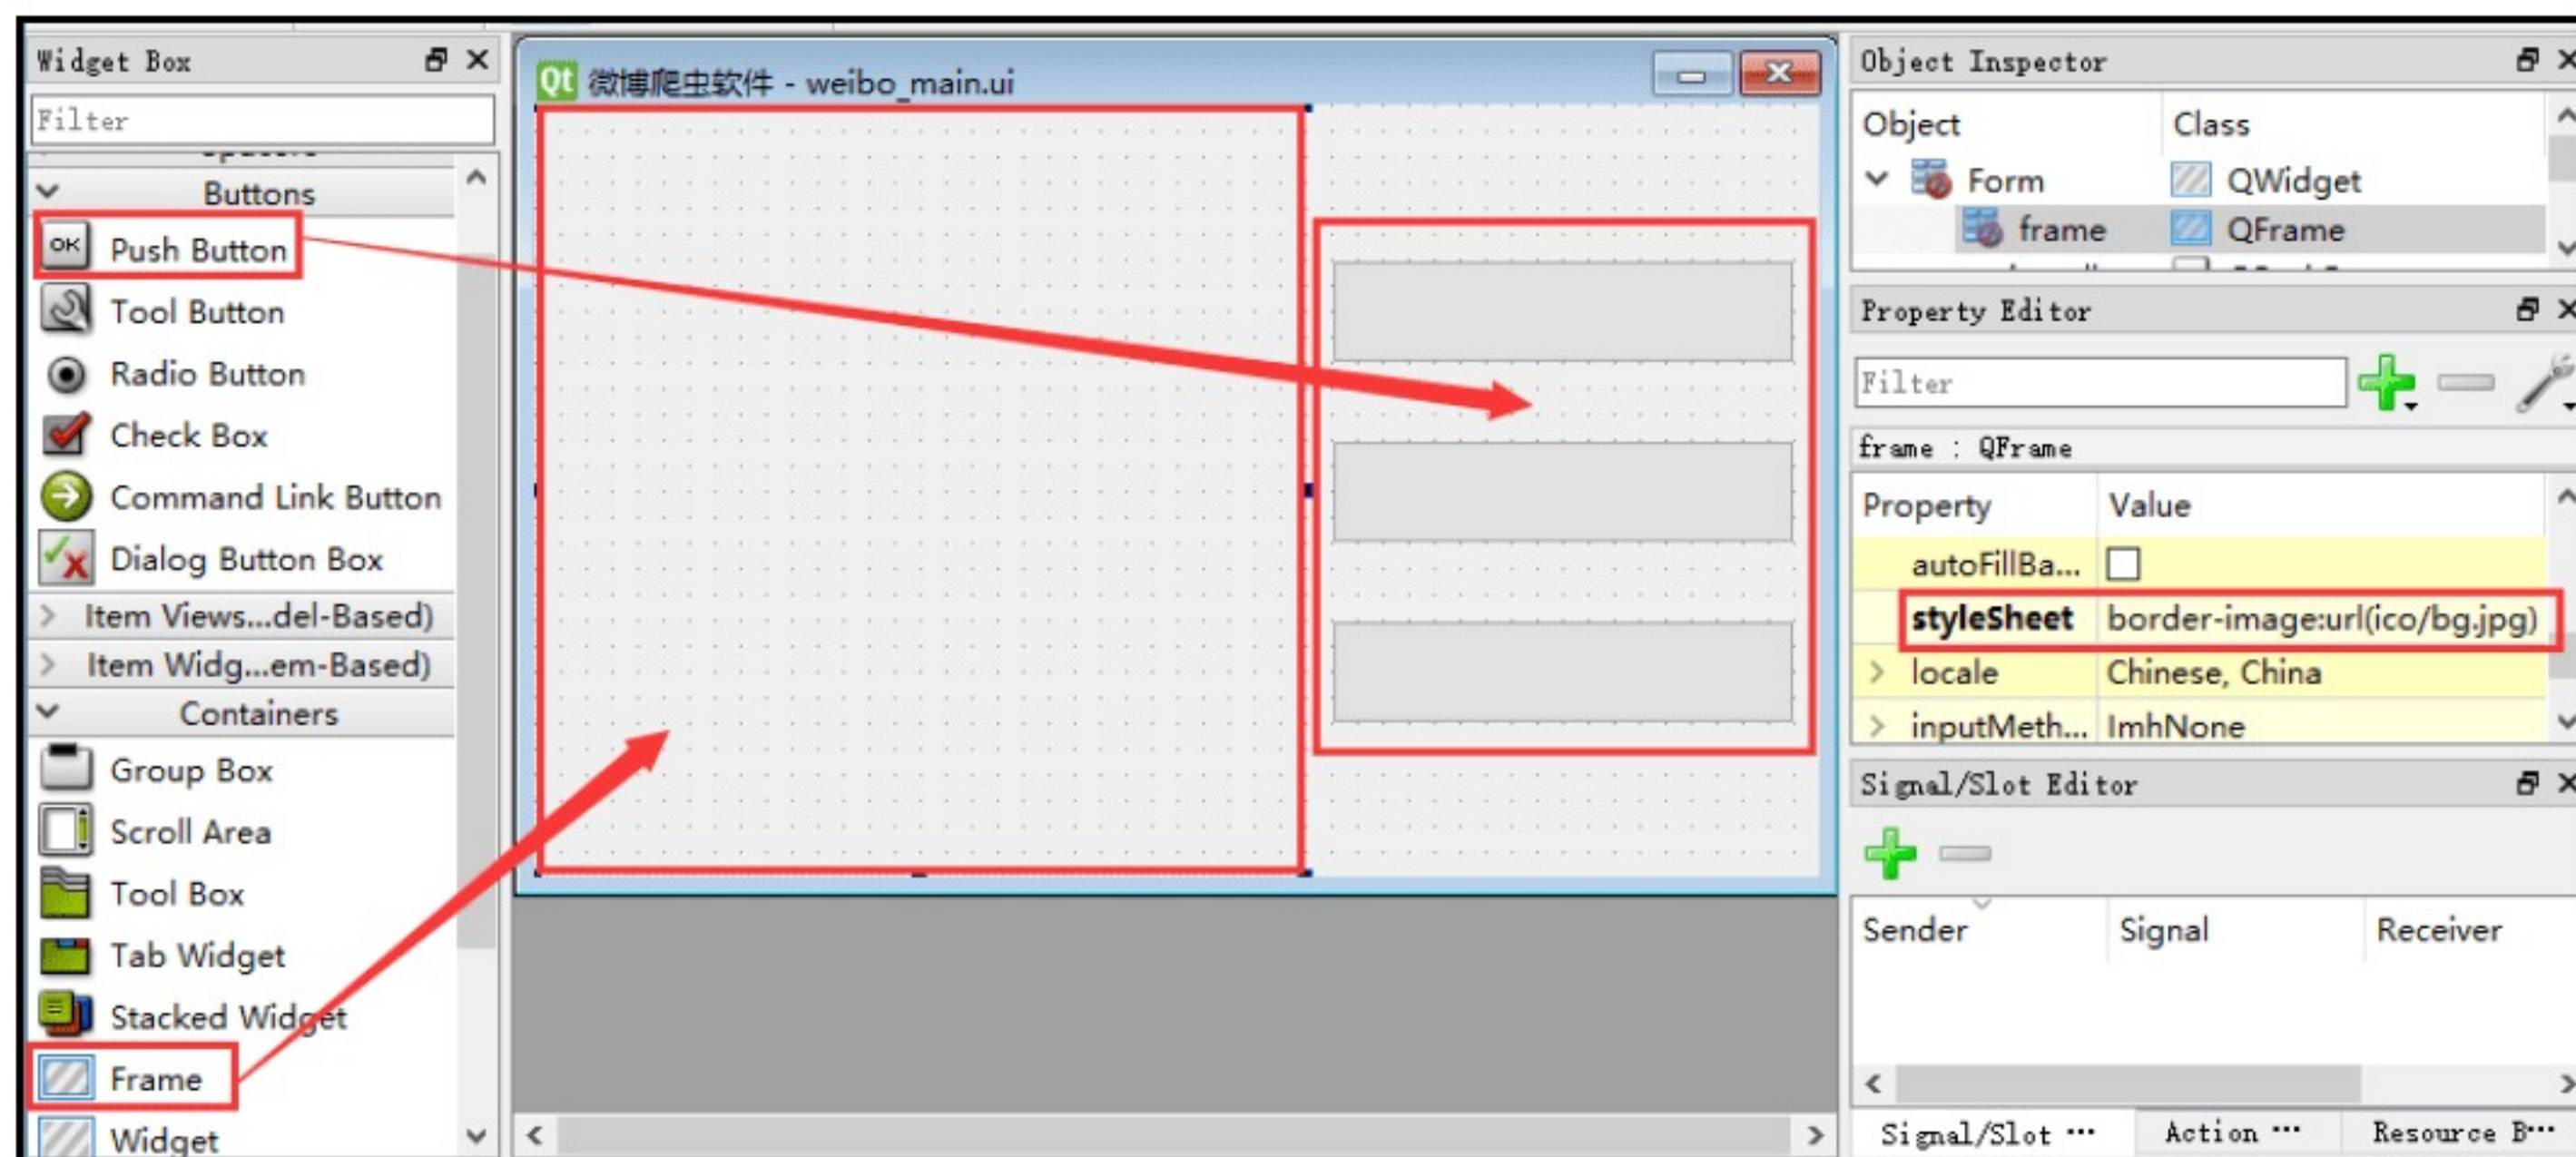 Widget Box
Filter
Buttons
Push Button
Tool Button
Radio Button
Check Box
Command Link Button
Dialog Button Box
Item Views...del-Based)
Item Widg...em-Based)
Containers
Group Box
Scroll Area
Tool Box
Tab Widget
Stacked Widget
Frame
Widget
Qt 微博爬虫软件 - weibo_main.ui
Object Inspector
Object Class
Form QWidget
frame QFrame
Property Editor
Filter
frame : QFrame
Property Value
autoFillBa...
styleSheet border-image:url(ico/bg.jpg)
locale Chinese, China
inputMeth... ImhNone
Signal/Slot Editor
Sender Signal Receiver
Signal/Slot ··· Action ··· Resource B···